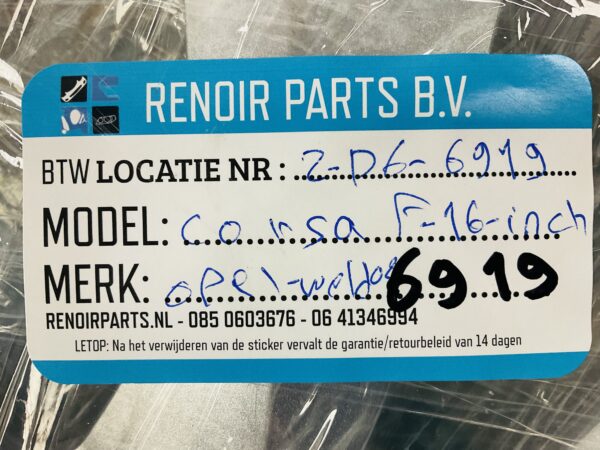 RENOIR PARTS B.V.
BTW LOCATIE NR : 2-D6-6919
MODEL: corsa F-16-inch
MERK: opel 6919
RENOIRPARTS.NL - 085 0603676 - 06 41346994
LETOP: Na het verwijderen van de sticker vervalt de garantie/retourbeleid van 14 dagen